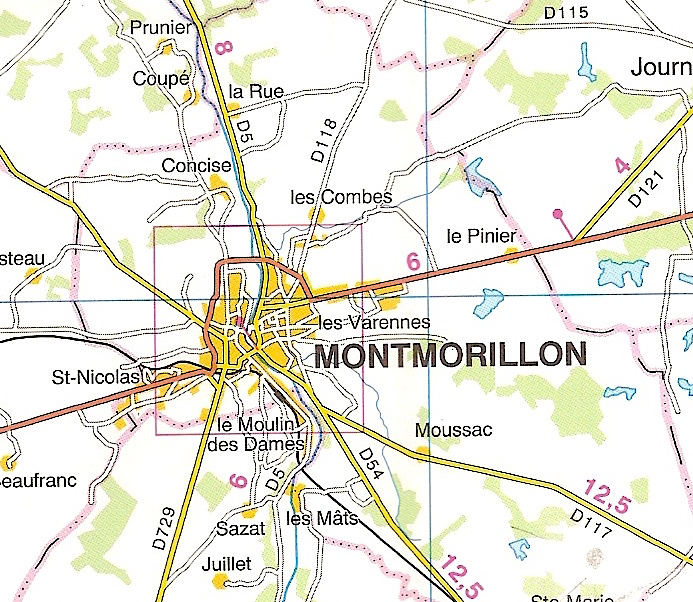 D115
Prunier
8
Journ
Coupé
la Rue
D5
D118
Concise
4
D121
les Combes
le Pinier
6
steau
les Varennes
MONTMORILLON
St-Nicolas
le Moulin
des Dames
Moussac
eaufranc
D54
6
D5
12,5
D117
les Mâts
Sazat
D729
Juillet
12,5
Ste-Marie